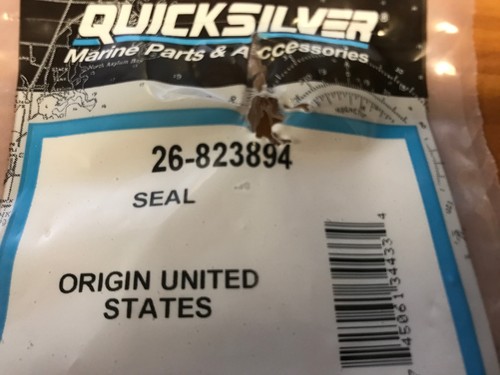 QUICKSILVER®
Marine Parts & Accessories
26-823894
SEAL
ORIGIN UNITED
STATES